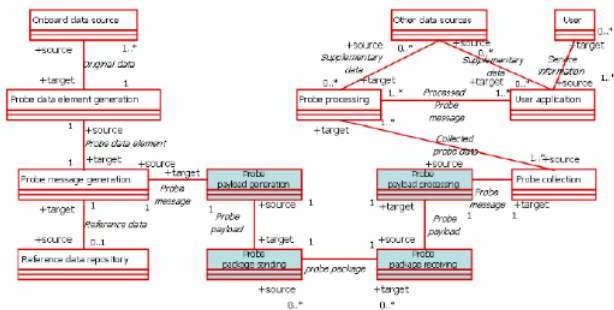 Onboard data source
Other data sources
User
+source
1..*
+source
0..*
+source
0..*
+target
0..*
Original data
Supplementary
data
Supplementary
data
Service
information
+target
1
0..*
+target
+target
+source
1..*
Probe data element generation
Probe processing
1..*
Processed
Probe
message
1..*
User application
1
+source
+target
1..*
Probe data element
Collected
probe data
1
+target
+source
+target
+source
1..*
+source
Probe message generation
1
Probe
message
1
Probe
payload generation
Probe
payload processing
1
Probe
message
1
Probe collection
+target
1
+source
1
1
+target
+source
+target
Reference data
Probe
payload
Probe
payload
+source
0..1
+target
1
1
+source
Reference data repository
Probe
package sending
probe package
Probe
package receiving
+source
0..*
+target
0..*